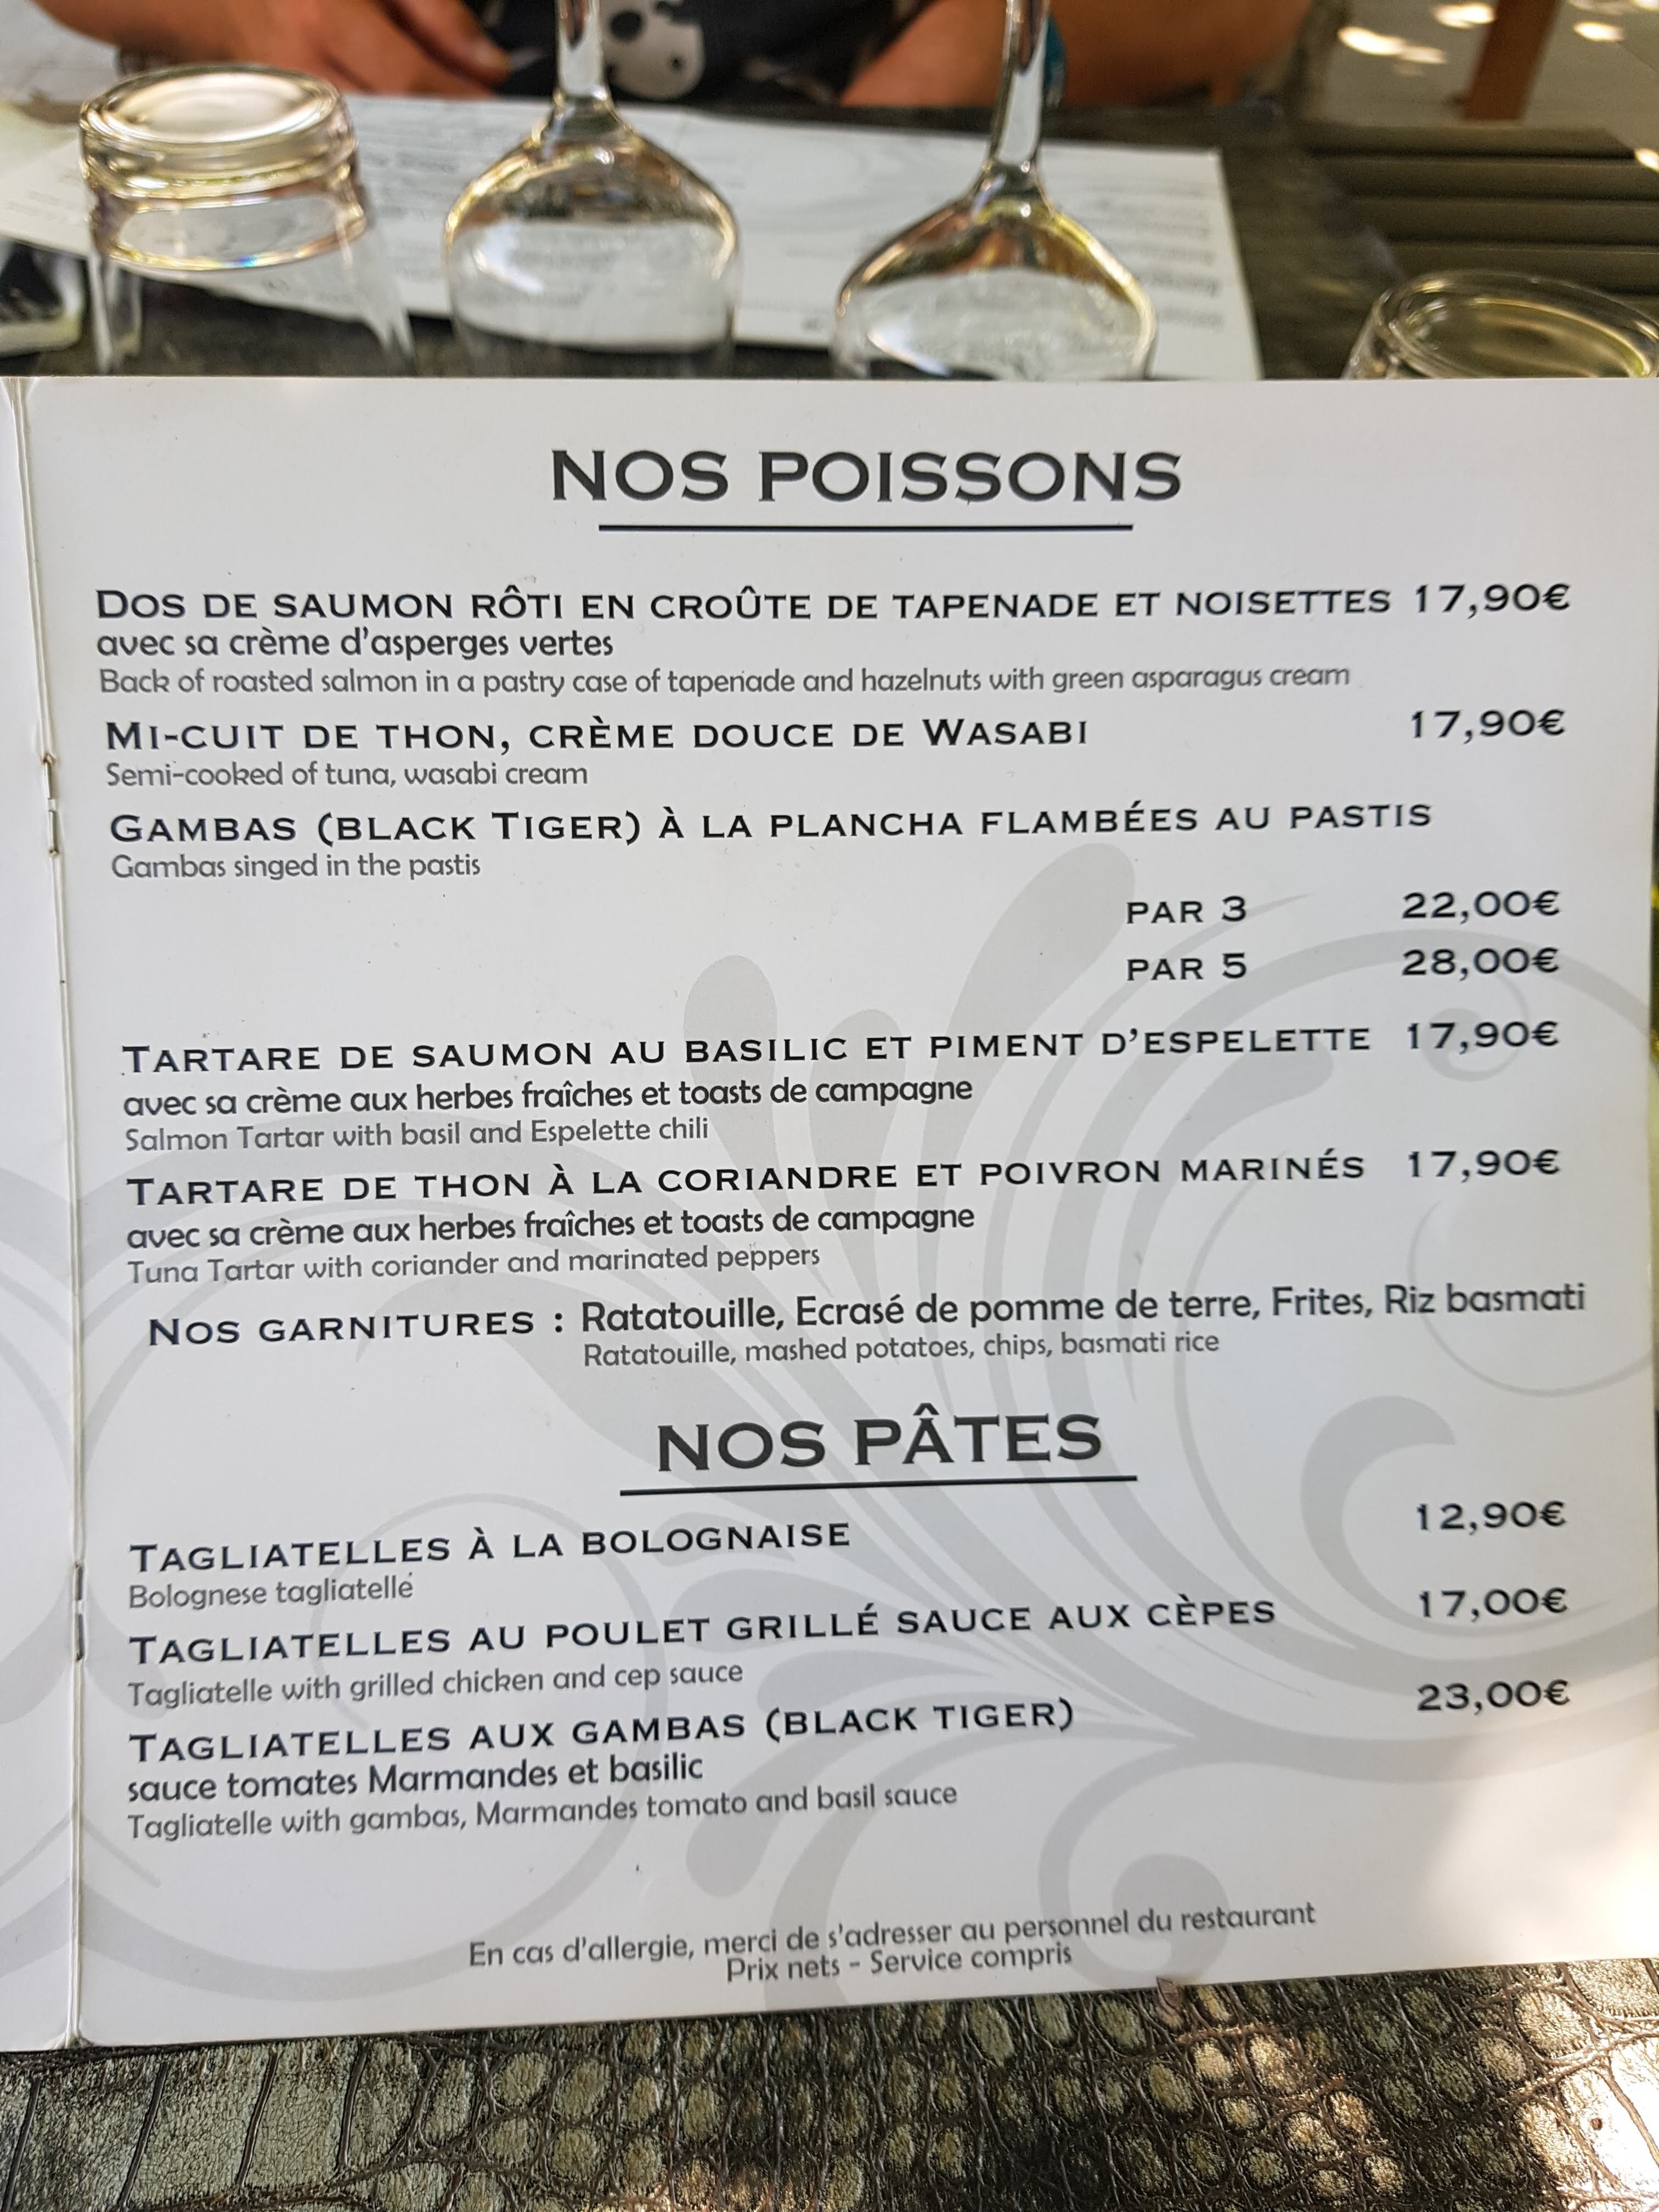 NOS POISSONS
DOS DE SAUMON RÔTI EN CROÛTE DE TAPENADE ET NOISETTES 17,90€
avec sa crème d'asperges vertes
Back of roasted salmon in a pastry case of tapenade and hazelnuts with green asparagus cream
MI-CUIT DE THON, CRÈME DOUCE DE WASABI 17,90€
Semi-cooked of tuna, wasabi cream
GAMBAS (BLACK TIGER) À LA PLANCHA FLAMBÉES AU PASTIS
Gambas singed in the pastis
PAR 3 22,00€
PAR 5 28,00€
TARTARE DE SAUMON AU BASILIC ET PIMENT D'ESPELETTE 17,90€
avec sa crème aux herbes fraîches et toasts de campagne
Salmon Tartar with basil and Espelette chili
TARTARE DE THON À LA CORIANDRE ET POIVRON MARINÉS 17,90€
avec sa crème aux herbes fraîches et toasts de campagne
Tuna Tartar with coriander and marinated peppers
NOS GARNITURES : Ratatouille, Ecrasé de pomme de terre, Frites, Riz basmati
Ratatouille, mashed potatoes, chips, basmati rice
NOS PÂTES
TAGLIATELLES À LA BOLOGNAISE 12,90€
Bolognese tagliatelle
TAGLIATELLES AU POULET GRILLÉ SAUCE AUX CÈPES 17,00€
Tagliatelle with grilled chicken and cep sauce
TAGLIATELLES AUX GAMBAS (BLACK TIGER) 23,00€
sauce tomates Marmandes et basilic
Tagliatelle with gambas, Marmandes tomato and basil sauce
En cas d'allergie, merci de s'adresser au personnel du restaurant
Prix nets - Service compris